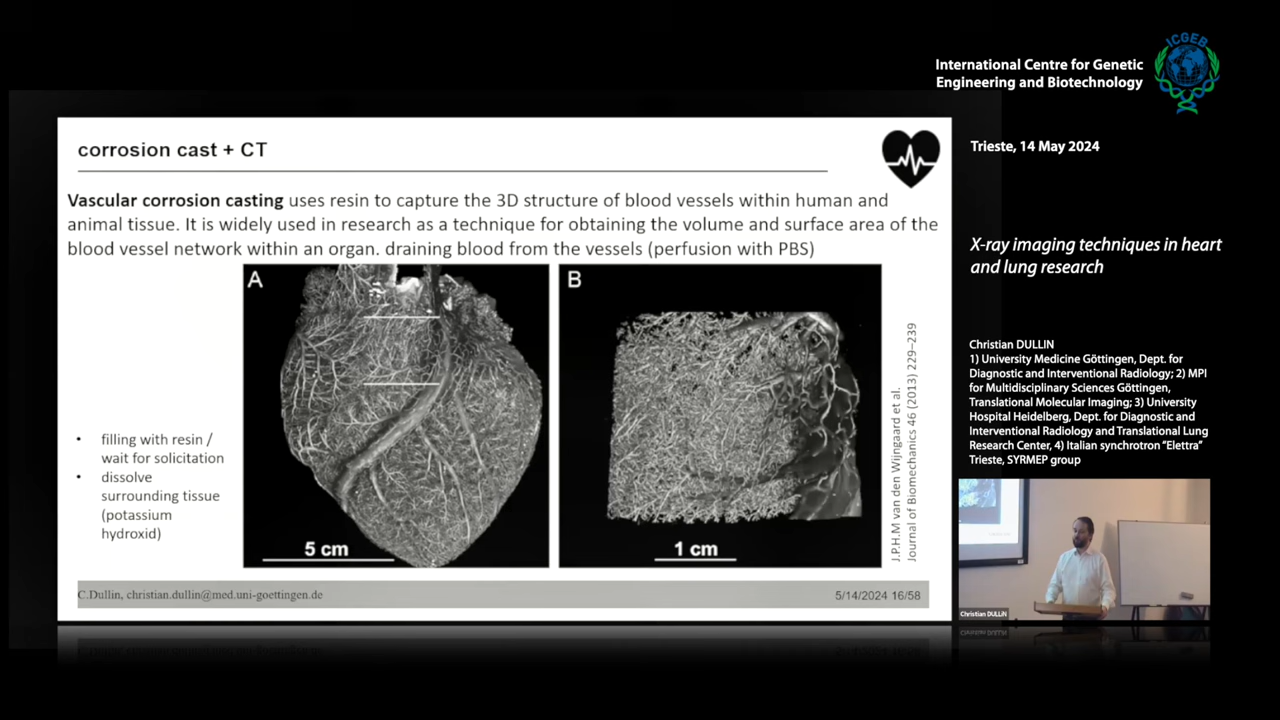 International Centre for Genetic
Engineering and Biotechnology
ICGEB
Trieste, 14 May 2024
X-ray imaging techniques in heart
and lung research
Christian DULLIN
1) University Medicine Göttingen, Dept. for
Diagnostic and Interventional Radiology; 2) MPI
for Multidisciplinary Sciences Göttingen,
Translational Molecular Imaging; 3) University
Hospital Heidelberg, Dept. for Diagnostic and
Interventional Radiology and Translational Lung
Research Center, 4) Italian synchrotron "Elettra"
Trieste, SYRMEP group
Christian DULLiN
corrosion cast + CT
Vascular corrosion casting uses resin to capture the 3D structure of blood vessels within human and
animal tissue. It is widely used in research as a technique for obtaining the volume and surface area of the
blood vessel network within an organ. draining blood from the vessels (perfusion with PBS)
• filling with resin /
wait for solicitation
• dissolve
surrounding tissue
(potassium
hydroxid)
A
5 cm
B
1 cm
J.P.H.M van den Wijngaard et al.
Journal of Biomechanics 46 (2013) 229–239
C.Dullin, christian.dullin@med.uni-goettingen.de
5/14/2024 16/58